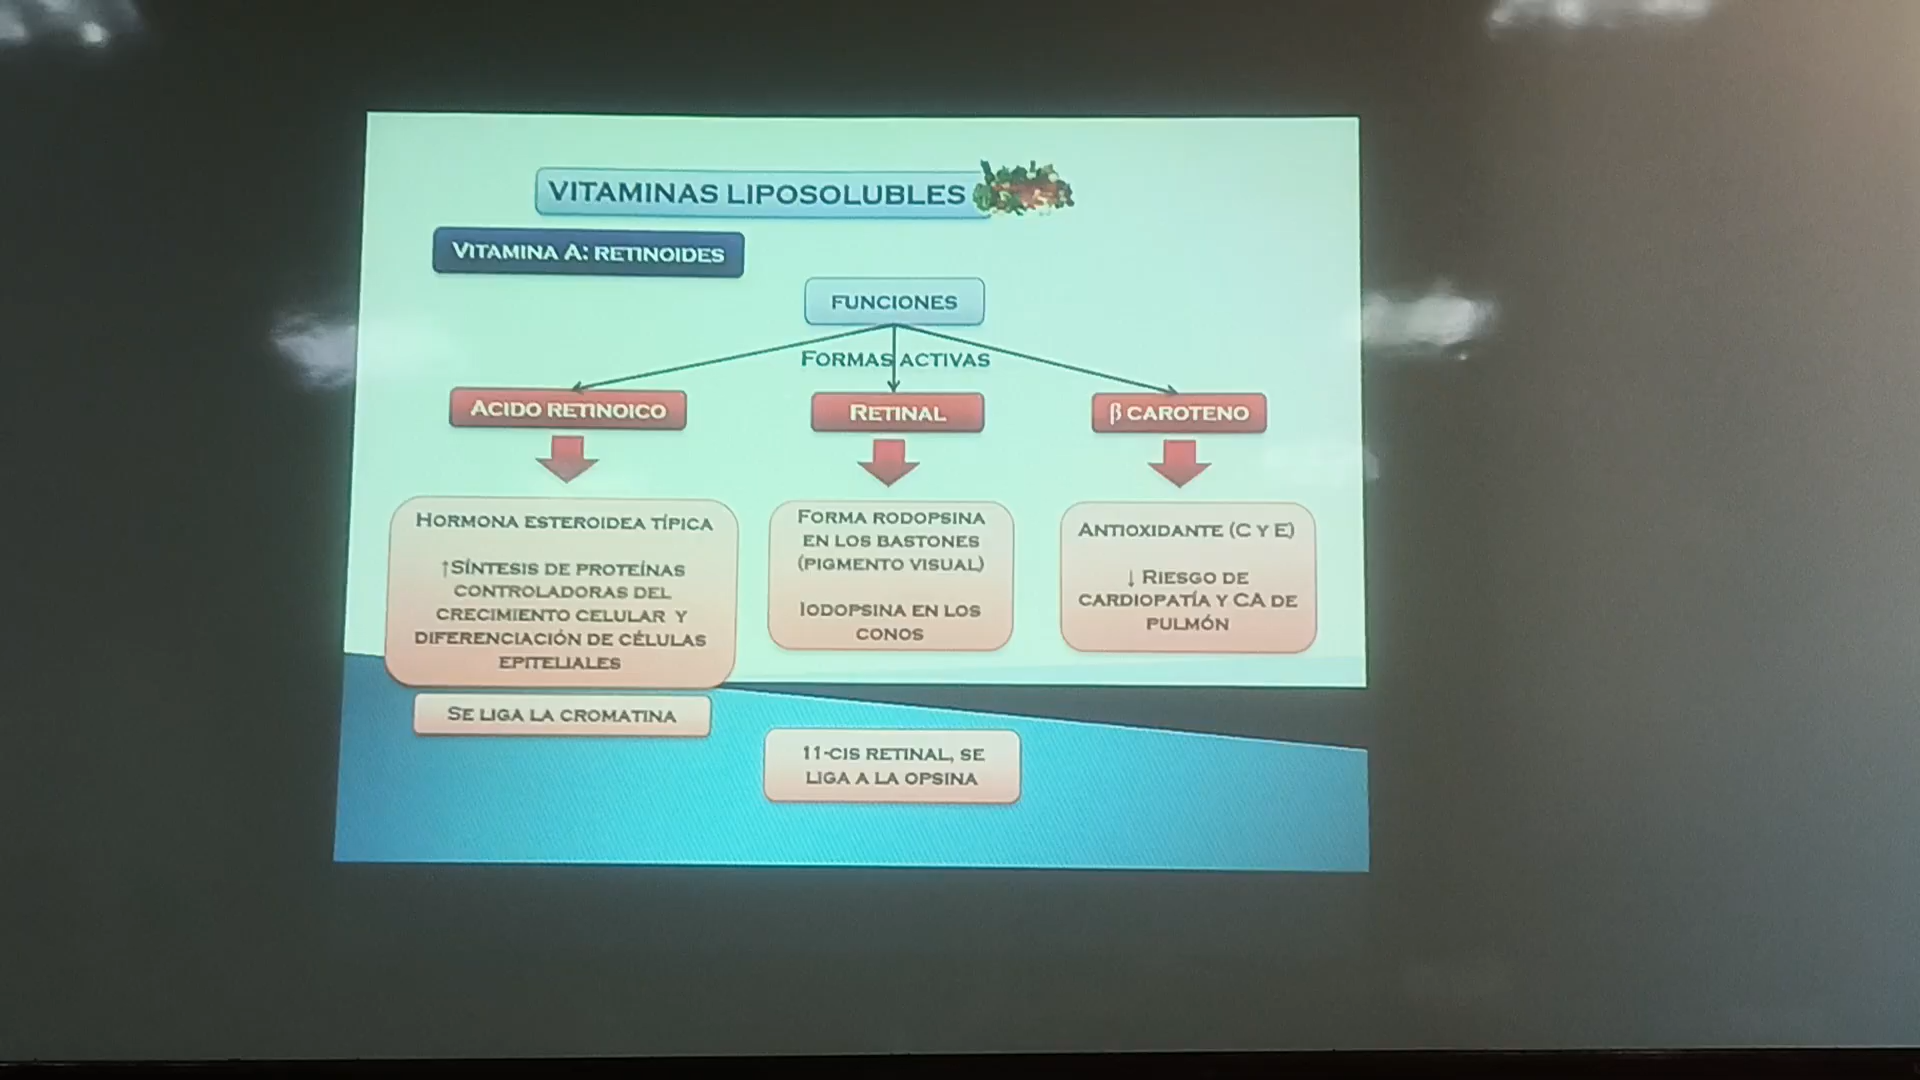 VITAMINAS LIPOSOLUBLES
VITAMINA A: RETINOIDES
FUNCIONES
FORMAS ACTIVAS
ACIDO RETINOICO
RETINAL
β CAROTENO
HORMONA ESTEROIDEA TÍPICA
↑SÍNTESIS DE PROTEÍNAS
CONTROLADORAS DEL
CRECIMIENTO CELULAR Y
DIFERENCIACIÓN DE CÉLULAS
EPITELIALES
SE LIGA LA CROMATINA
FORMA RODOPSINA
EN LOS BASTONES
(PIGMENTO VISUAL)
IODOPSINA EN LOS
CONOS
11-CIS RETINAL, SE
LIGA A LA OPSINA
ANTIOXIDANTE (C Y E)
↓ RIESGO DE
CARDIOPATÍA Y CA DE
PULMÓN